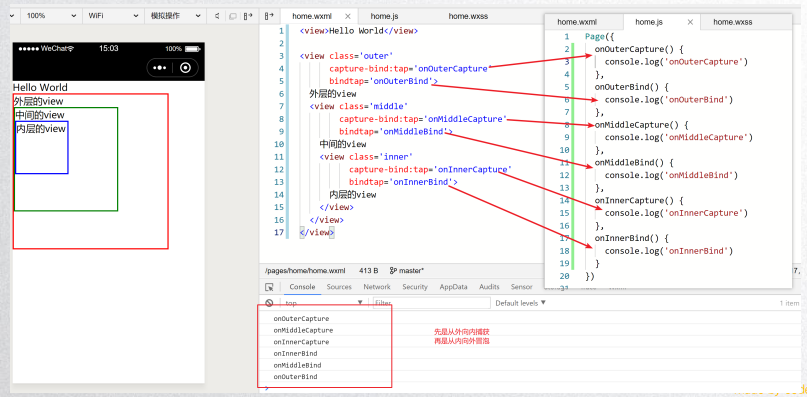 100%
WiFi
模拟操作
home.wxml
home.js
home.wxss
WeChat
15:03
100%
Hello World
外层的view
中间的view
内层的view
1 <view>Hello World</view>
2
3 <view class='outer'
4 capture-bind:tap='onOuterCapture'
5 bindtap='onOuterBind'>
6 外层的view
7 <view class='middle'
8 capture-bind:tap='onMiddleCapture'
9 bindtap='onMiddleBind'>
10 中间的view
11 <view class='inner'
12 capture-bind:tap='onInnerCapture'
13 bindtap='onInnerBind'>
14 内层的view
15 </view>
16 </view>
17 </view>
home.wxml
home.js
home.wxss
1 Page({
2 onOuterCapture() {
3 console.log('onOuterCapture')
4 },
5 onOuterBind() {
6 console.log('onOuterBind')
7 },
8 onMiddleCapture() {
9 console.log('onMiddleCapture')
10 },
11 onMiddleBind() {
12 console.log('onMiddleBind')
13 },
14 onInnerCapture() {
15 console.log('onInnerCapture')
16 },
17 onInnerBind() {
18 console.log('onInnerBind')
19 }
20 })
/pages/home/home.wxml
413 B
master*
Console
Sources
Network
Security
AppData
Audits
Sensor
top
Filter
Default levels
1 item
onOuterCapture
onMiddleCapture
onInnerCapture
onInnerBind
onMiddleBind
onOuterBind
先是从外向内捕获
再是从内向外冒泡